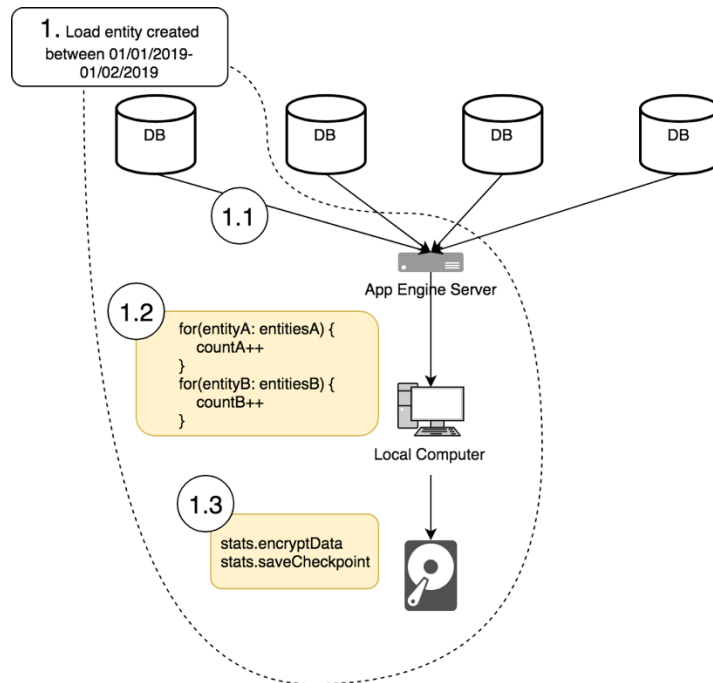 1. Load entity created
between 01/01/2019-
01/02/2019
DB
DB
DB
DB
1.1
App Engine Server
1.2
for(entityA: entitiesA) {
countA++
}
for(entityB: entitiesB) {
countB++
}
Local Computer
1.3
stats.encryptData
stats.saveCheckpoint